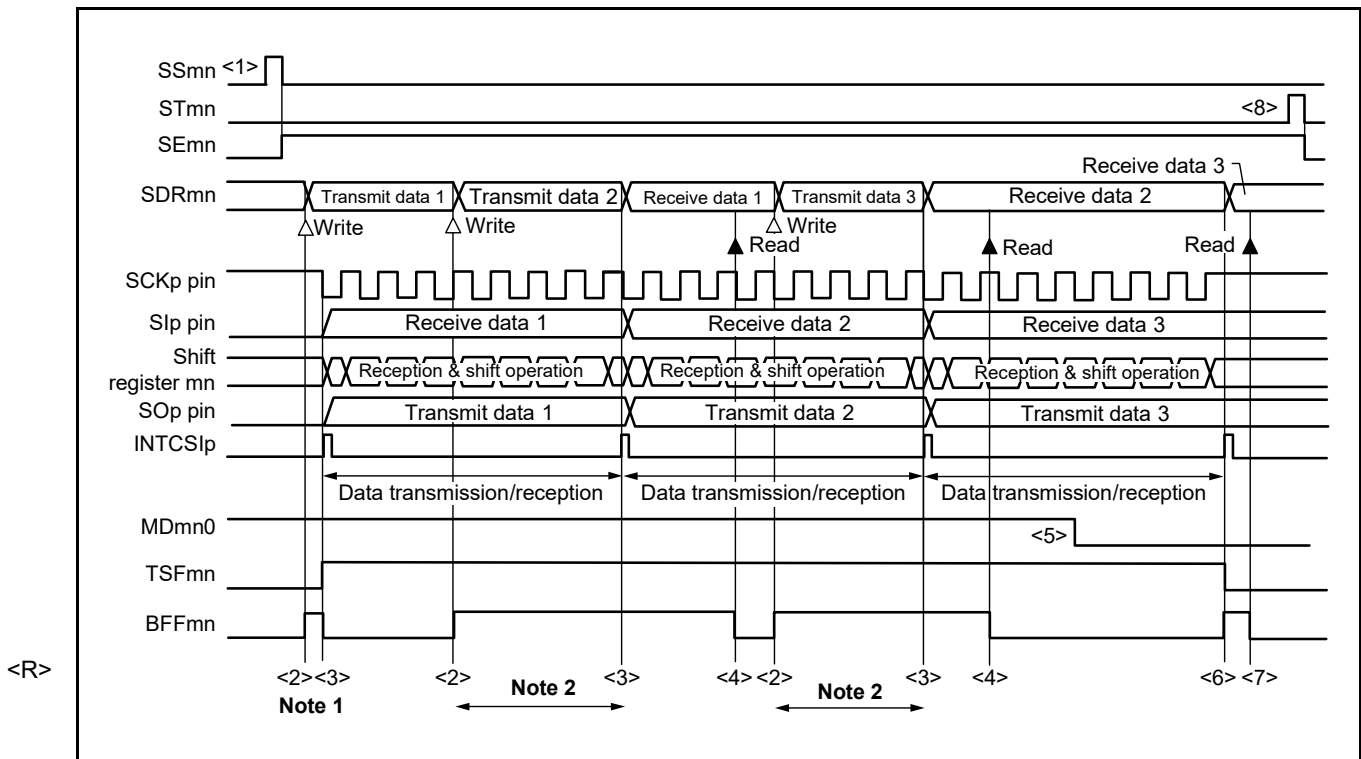 SSmn <1>
STmn <8>
SEmn
Receive data 3
SDRmn Transmit data 1 Transmit data 2 Receive data 1 Transmit data 3 Receive data 2
Write Write Write
Read Read Read
SCKp pin
SIp pin Receive data 1 Receive data 2 Receive data 3
Shift
register mn Reception & shift operation Reception & shift operation Reception & shift operation
SOp pin Transmit data 1 Transmit data 2 Transmit data 3
INTCSIp
Data transmission/reception Data transmission/reception Data transmission/reception
MDmn0 <5>
TSFmn
BFFmn
<R> <2> <3> <2> <3> <4> <2> <3> <4> <6> <7>
Note 1 Note 2 Note 2